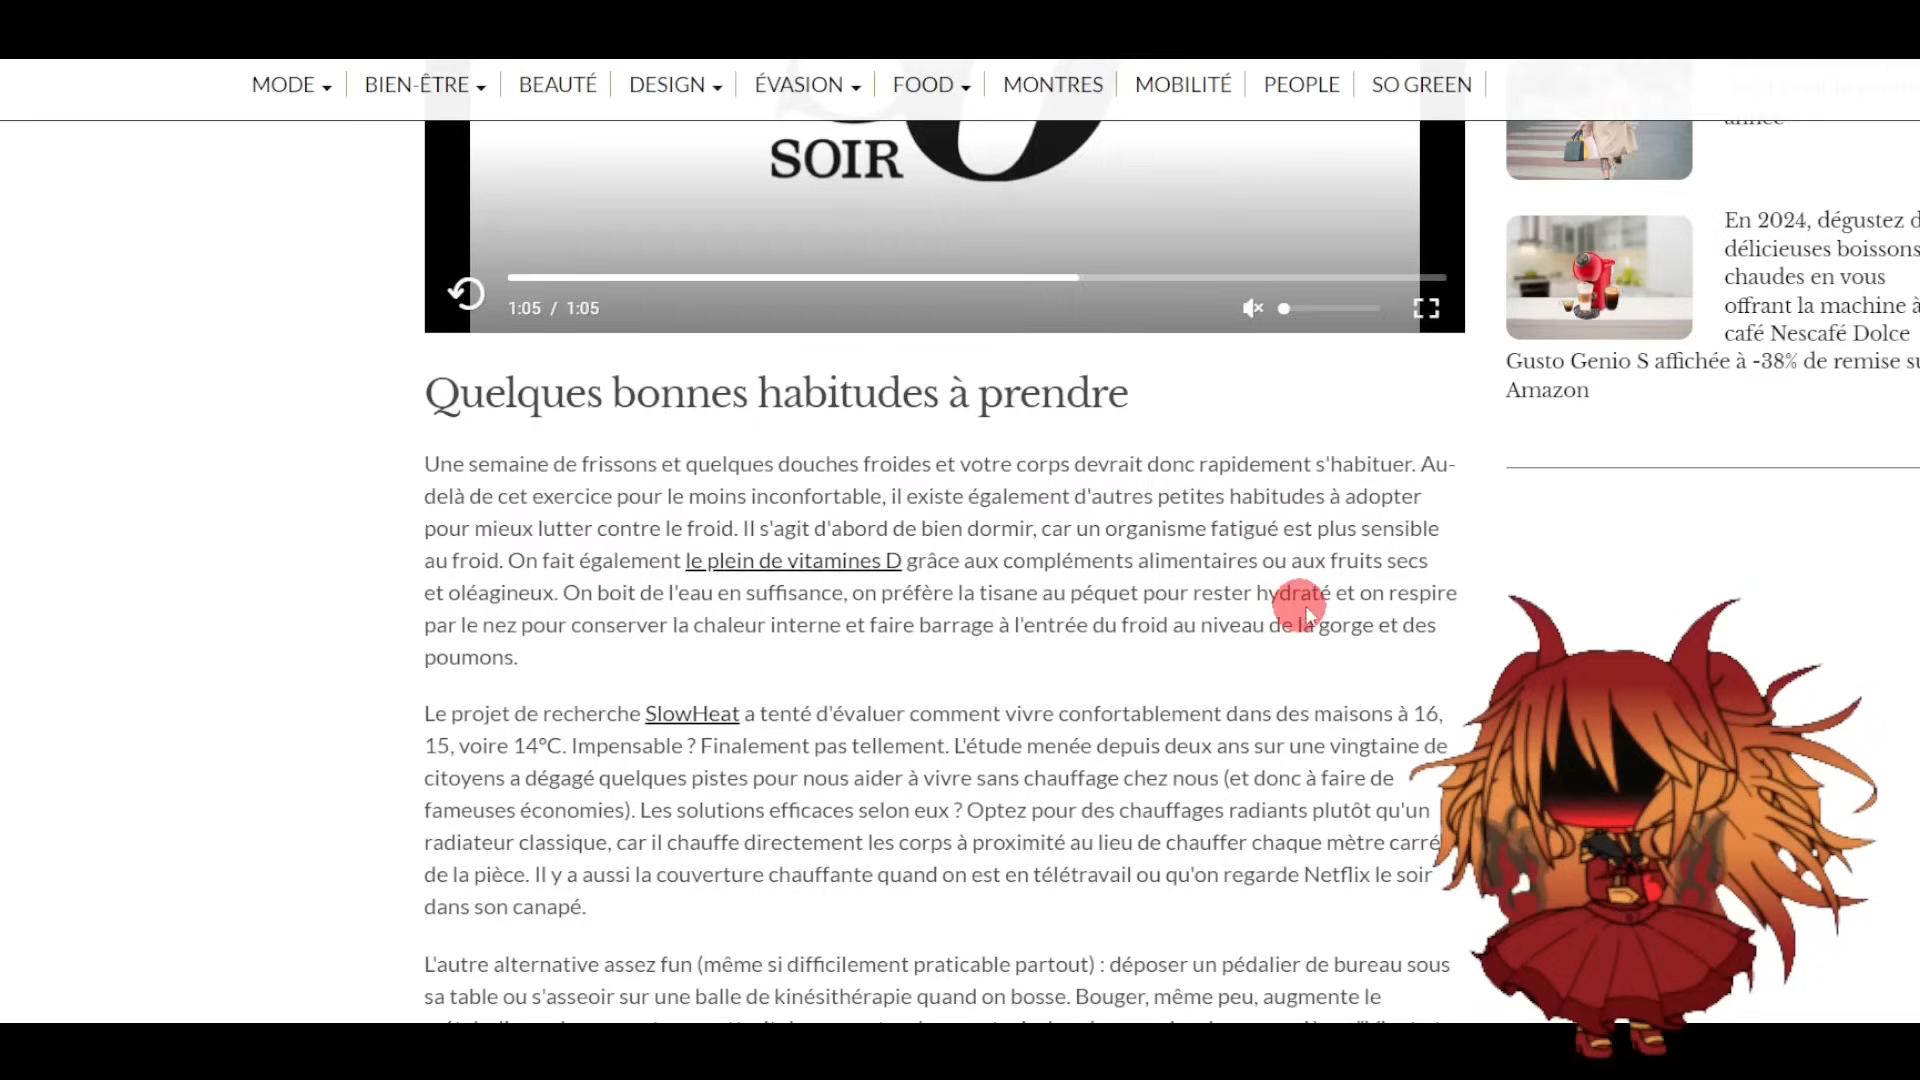 MODE
BIEN-ÊTRE
BEAUTÉ
DESIGN
ÉVASION
FOOD
MONTRES
MOBILITÉ
PEOPLE
SO GREEN
SOIR
1:05 / 1:05
En 2024, dégustez d
délicieuses boissons
chaudes en vous
offrant la machine à
café Nescafé Dolce
Gusto Genio S affichée à -38% de remise su
Amazon
Quelques bonnes habitudes à prendre
Une semaine de frissons et quelques douches froides et votre corps devrait donc rapidement s'habituer. Au-
delà de cet exercice pour le moins inconfortable, il existe également d'autres petites habitudes à adopter
pour mieux lutter contre le froid. Il s'agit d'abord de bien dormir, car un organisme fatigué est plus sensible
au froid. On fait également le plein de vitamines D grâce aux compléments alimentaires ou aux fruits secs
et oléagineux. On boit de l'eau en suffisance, on préfère la tisane au péquet pour rester hydraté et on respire
par le nez pour conserver la chaleur interne et faire barrage à l'entrée du froid au niveau de la gorge et des
poumons.
Le projet de recherche SlowHeat a tenté d'évaluer comment vivre confortablement dans des maisons à 16,
15, voire 14°C. Impensable ? Finalement pas tellement. L'étude menée depuis deux ans sur une vingtaine de
citoyens a dégagé quelques pistes pour nous aider à vivre sans chauffage chez nous (et donc à faire de
fameuses économies). Les solutions efficaces selon eux ? Optez pour des chauffages radiants plutôt qu'un
radiateur classique, car il chauffe directement les corps à proximité au lieu de chauffer chaque mètre carré
de la pièce. Il y a aussi la couverture chauffante quand on est en télétravail ou qu'on regarde Netflix le soir
dans son canapé.
L'autre alternative assez fun (même si difficilement praticable partout) : déposer un pédalier de bureau sous
sa table ou s'asseoir sur une balle de kinésithérapie quand on bosse. Bouger, même peu, augmente le